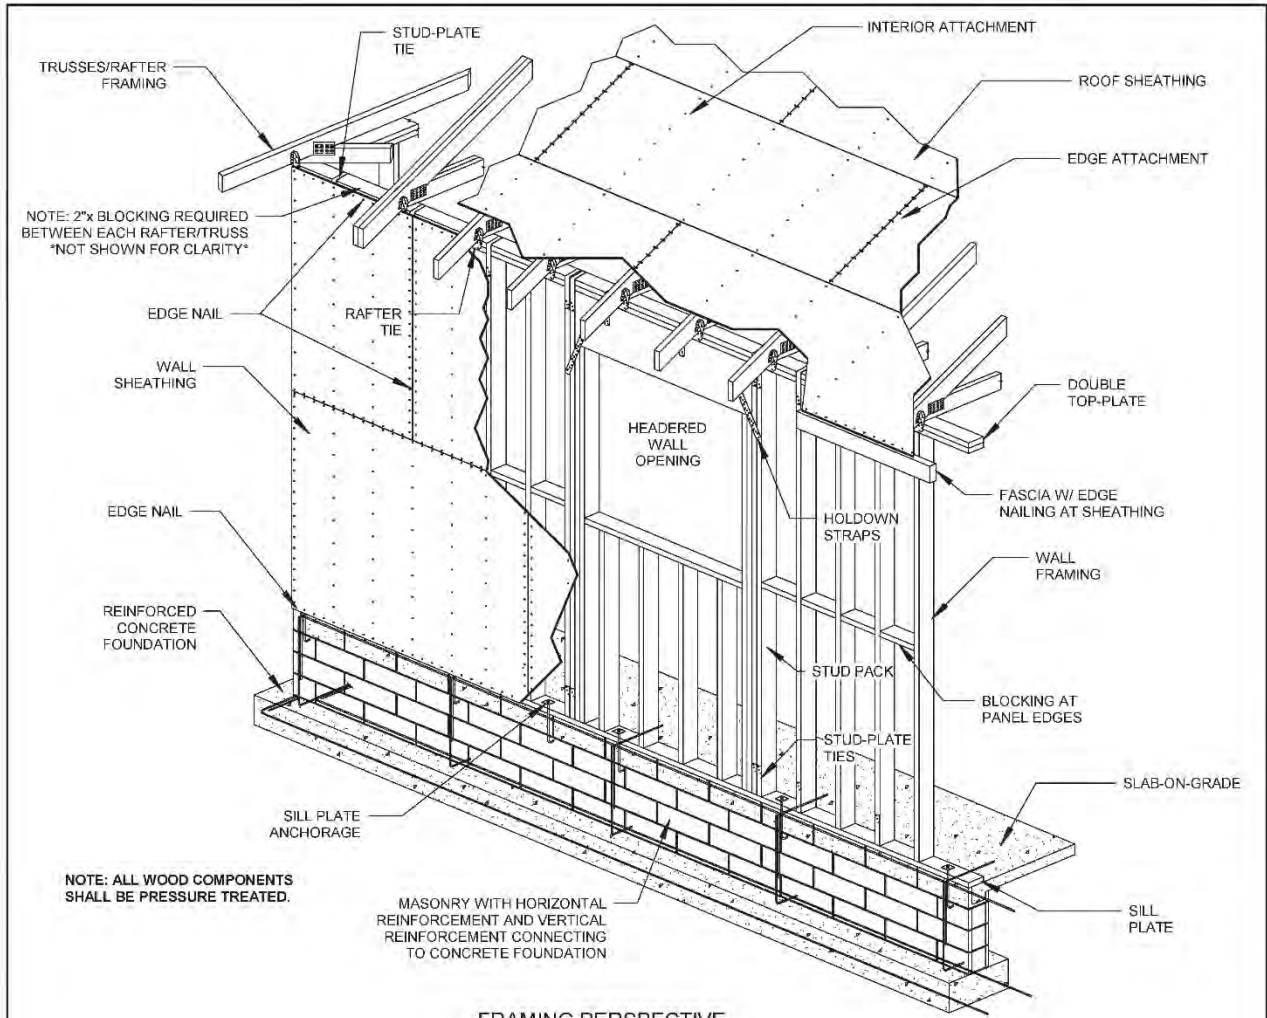 STUD-PLATE
TIE
INTERIOR ATTACHMENT
TRUSSES/RAFTER
FRAMING
ROOF SHEATHING
EDGE ATTACHMENT
NOTE: 2"x BLOCKING REQUIRED
BETWEEN EACH RAFTER/TRUSS
*NOT SHOWN FOR CLARITY*
EDGE NAIL
RAFTER
TIE
WALL
SHEATHING
DOUBLE
TOP-PLATE
HEADERED
WALL
OPENING
FASCIA W/ EDGE
NAILING AT SHEATHING
EDGE NAIL
HOLDOWN
STRAPS
WALL
FRAMING
REINFORCED
CONCRETE
FOUNDATION
STUD PACK
BLOCKING AT
PANEL EDGES
STUD-PLATE
TIES
SLAB-ON-GRADE
SILL PLATE
ANCHORAGE
NOTE: ALL WOOD COMPONENTS
SHALL BE PRESSURE TREATED.
MASONRY WITH HORIZONTAL
REINFORCEMENT AND VERTICAL
REINFORCEMENT CONNECTING
TO CONCRETE FOUNDATION
SILL
PLATE
FRAMING PERSPECTIVE